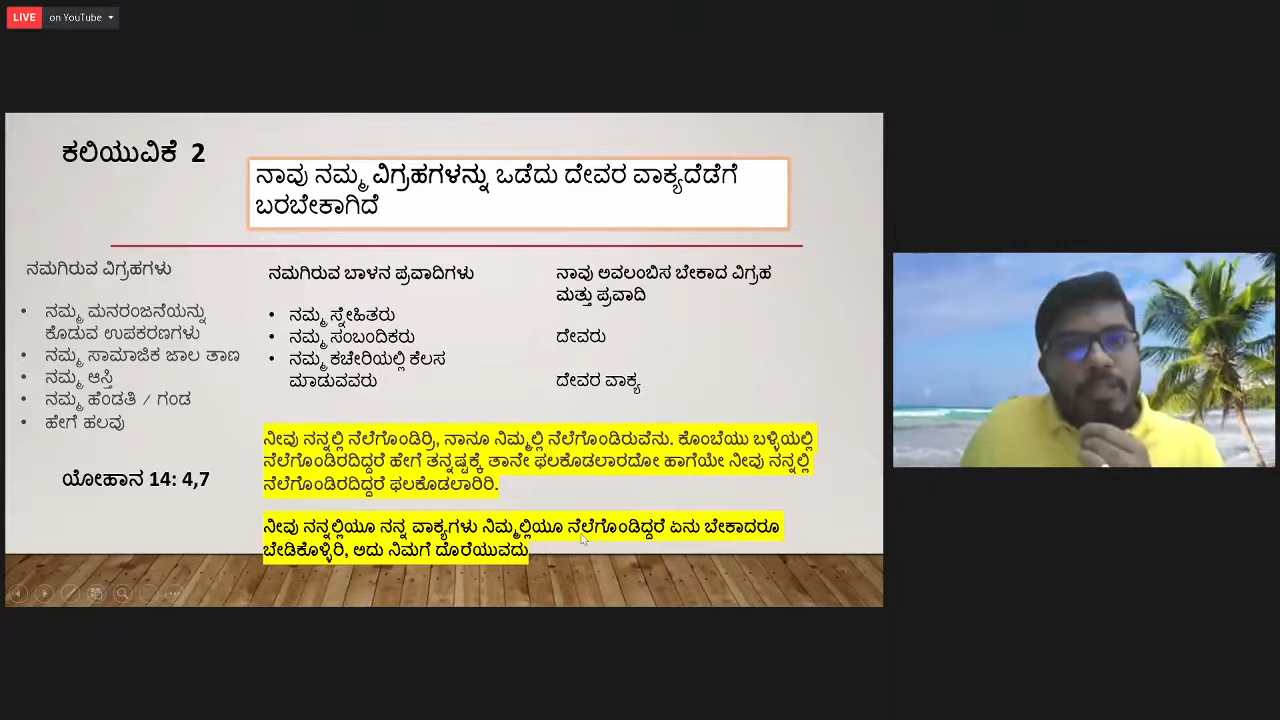 LIVE on YouTube
ಕಲಿಯುವಿಕೆ 2
ನಾವು ನಮ್ಮ ವಿಗ್ರಹಗಳನ್ನು ಒಡೆದು ದೇವರ ವಾಕ್ಯದೆಡೆಗೆ
ಬರಬೇಕಾಗಿದೆ
ನಮಗಿರುವ ವಿಗ್ರಹಗಳು
• ನಮ್ಮ ಮನರಂಜನೆಯನ್ನು
ಕೊಡುವ ಉಪಕರಣಗಳು
• ನಮ್ಮ ಸಾಮಾಜಿಕ ಜಾಲ ತಾಣ
• ನಮ್ಮ ಆಸ್ತಿ
• ನಮ್ಮ ಹೆಂಡತಿ / ಗಂಡ
• ಹೇಗೆ ಹಲವು
ಯೋಹಾನ 14: 4,7
ನಮಗಿರುವ ಬಾಳನ ಪ್ರವಾದಿಗಳು
• ನಮ್ಮ ಸ್ನೇಹಿತರು
• ನಮ್ಮ ಸಂಬಂದಿಕರು
• ನಮ್ಮ ಕಚೇರಿಯಲ್ಲಿ ಕೆಲಸ
ಮಾಡುವವರು
ನಾವು ಅವಲಂಬಿಸ ಬೇಕಾದ ವಿಗ್ರಹ
ಮತ್ತು ಪ್ರವಾದಿ
ದೇವರು
ದೇವರ ವಾಕ್ಯ
ನೀವು ನನ್ನಲ್ಲಿ ನೆಲೆಗೊಂಡಿರ್ರಿ, ನಾನೂ ನಿಮ್ಮಲ್ಲಿ ನೆಲೆಗೊಂಡಿರುವೆನು. ಕೊಂಬೆಯು ಬಳ್ಳಿಯಲ್ಲಿ
ನೆಲೆಗೊಂಡಿರದಿದ್ದರೆ ಹೇಗೆ ತನ್ನಷ್ಟಕ್ಕೆ ತಾನೇ ಫಲಕೊಡಲಾರದೋ ಹಾಗೆಯೇ ನೀವು ನನ್ನಲ್ಲಿ
ನೆಲೆಗೊಂಡಿರದಿದ್ದರೆ ಫಲಕೊಡಲಾರಿರಿ.
ನೀವು ನನ್ನಲ್ಲಿಯೂ ನನ್ನ ವಾಕ್ಯಗಳು ನಿಮ್ಮಲ್ಲಿಯೂ ನೆಲೆಗೊಂಡಿದ್ದರೆ ಏನು ಬೇಕಾದರೂ
ಬೇಡಿಕೊಳ್ಳಿರಿ, ಅದು ನಿಮಗೆ ದೊರೆಯುವದು